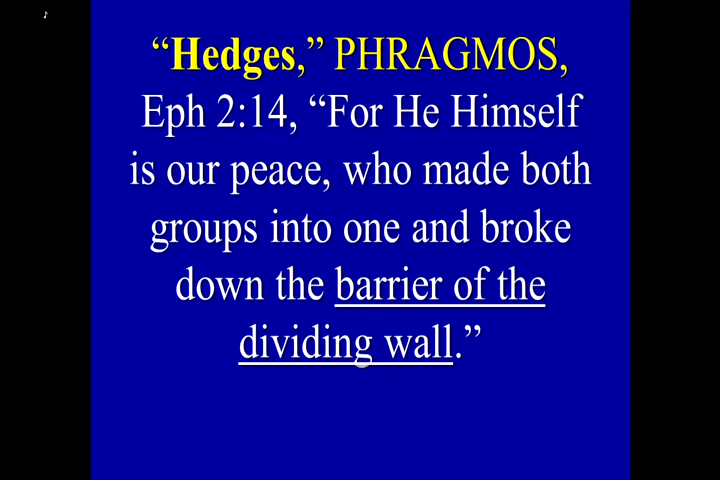 ♪
“Hedges,” PHRAGMOS,
Eph 2:14, “For He Himself
is our peace, who made both
groups into one and broke
down the barrier of the
dividing wall.”